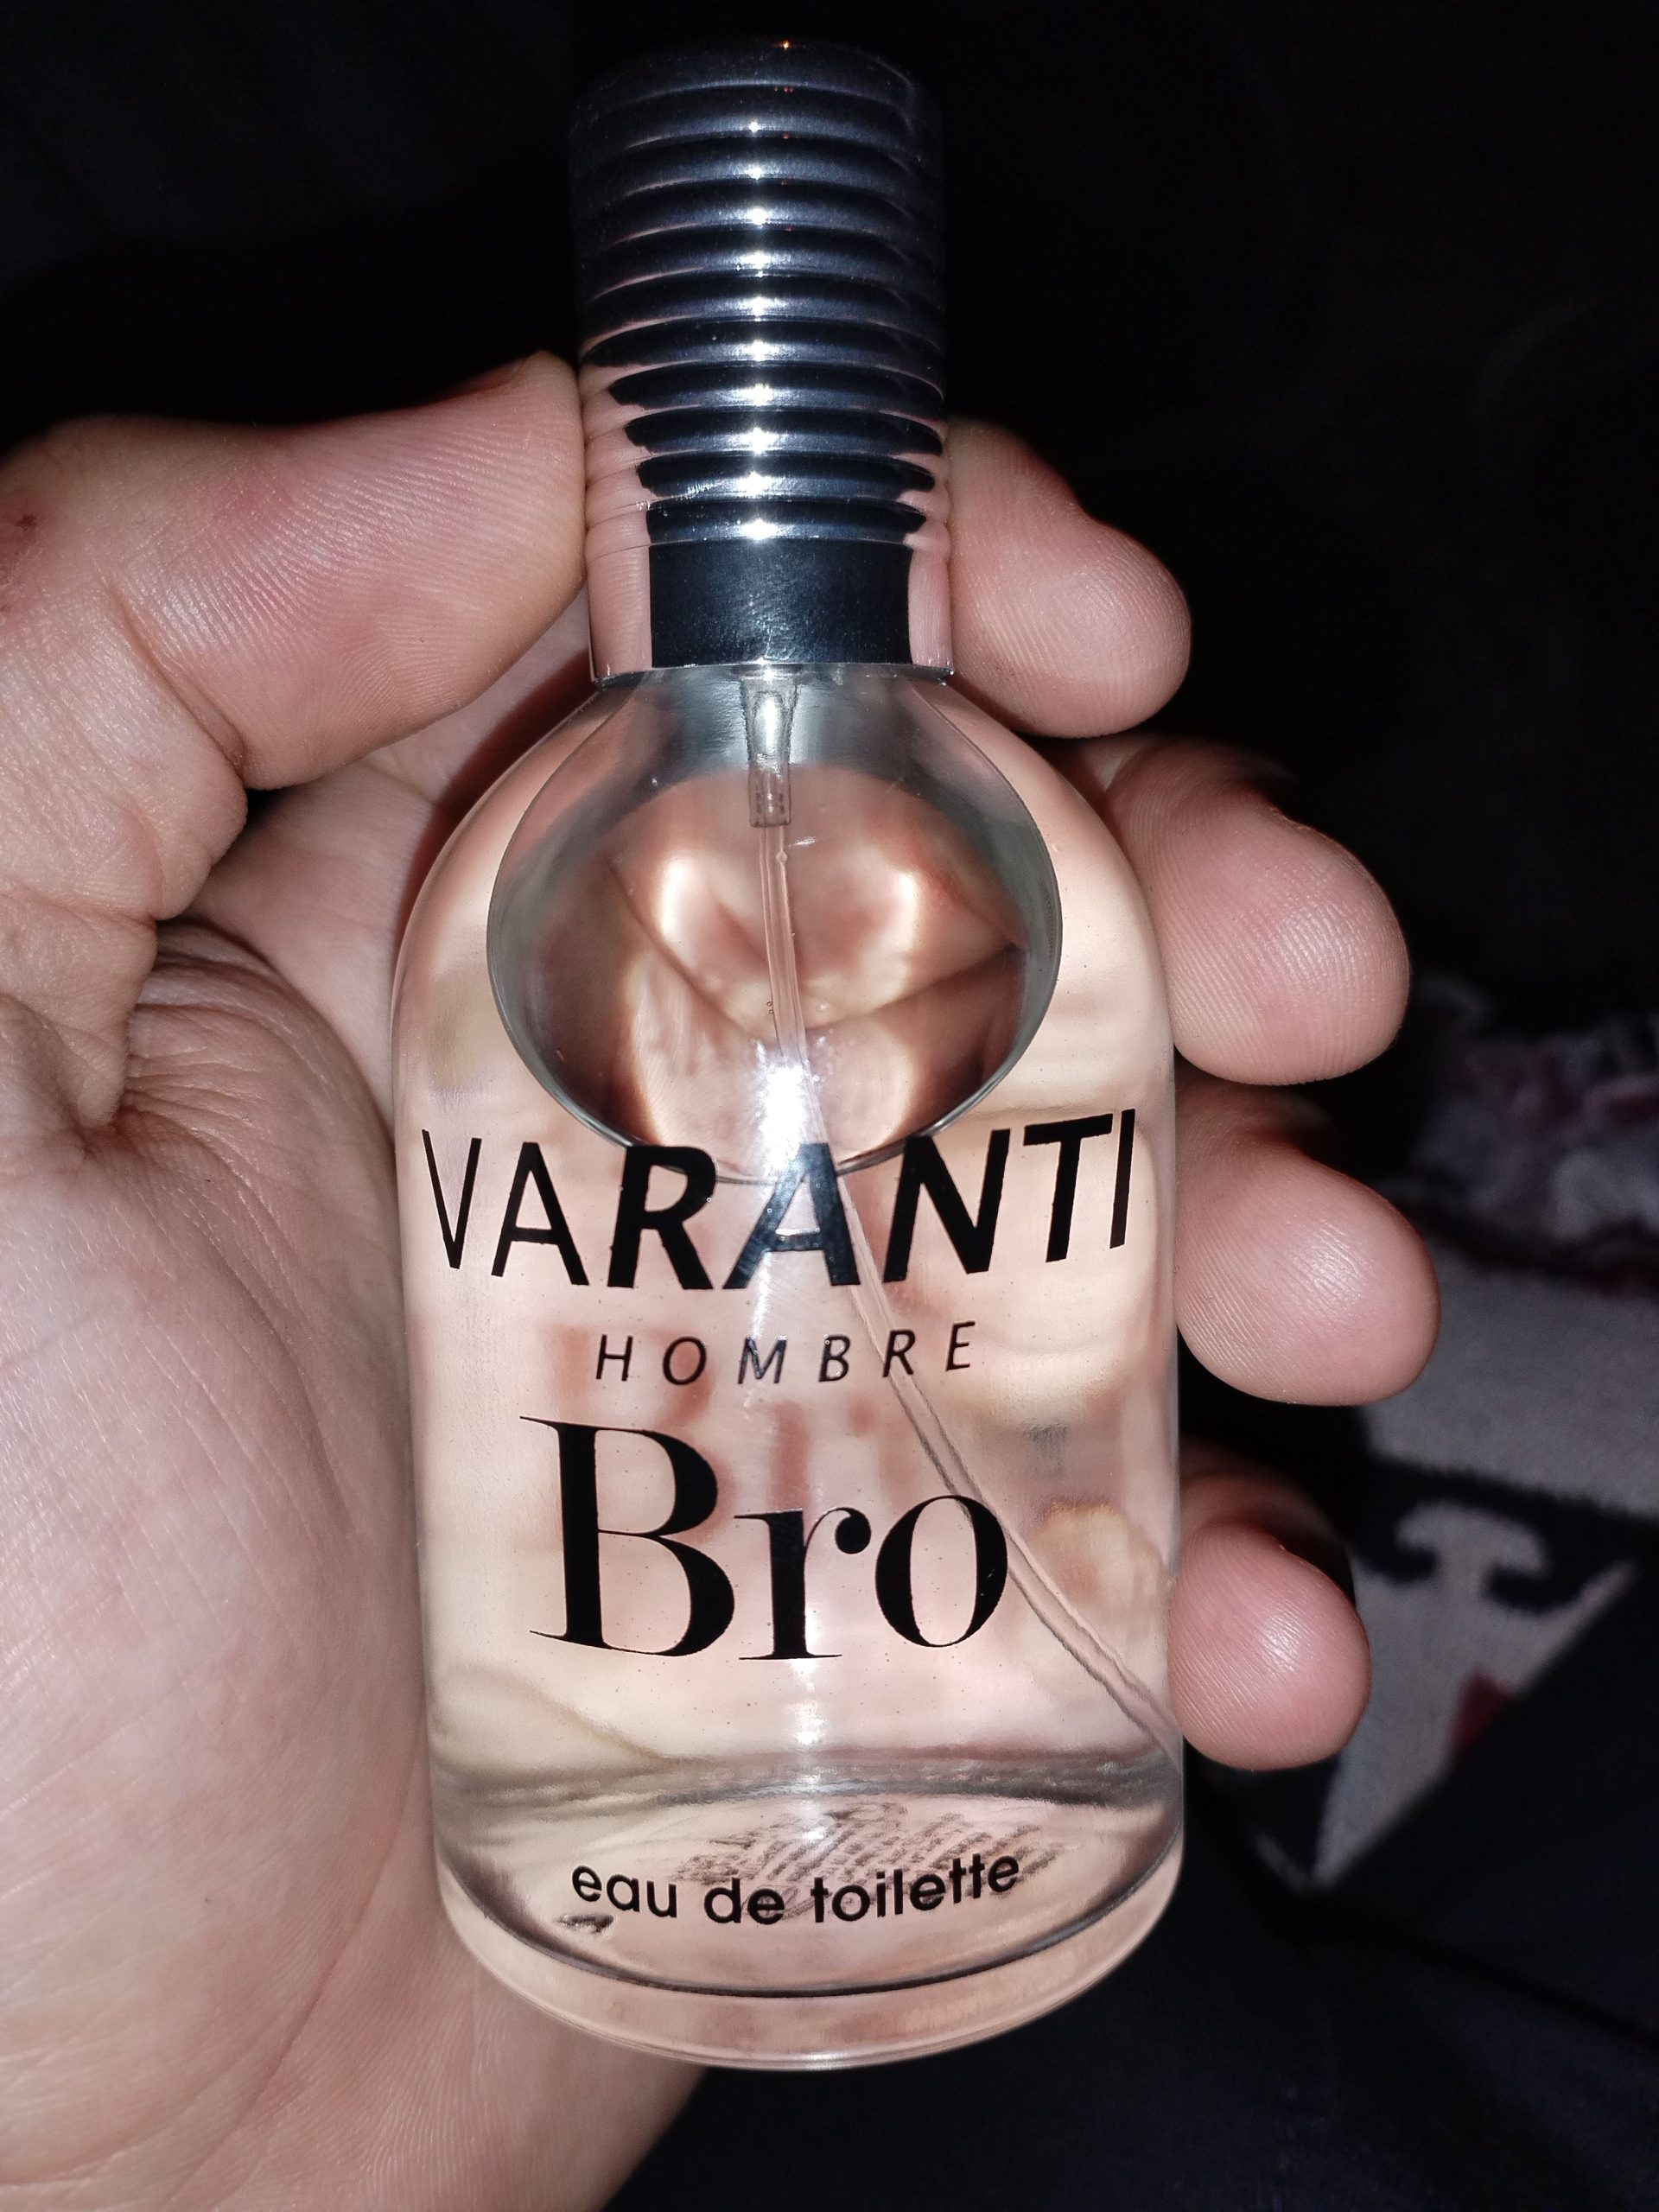 VARANTI
HOMBRE
Bro
eau de toilette